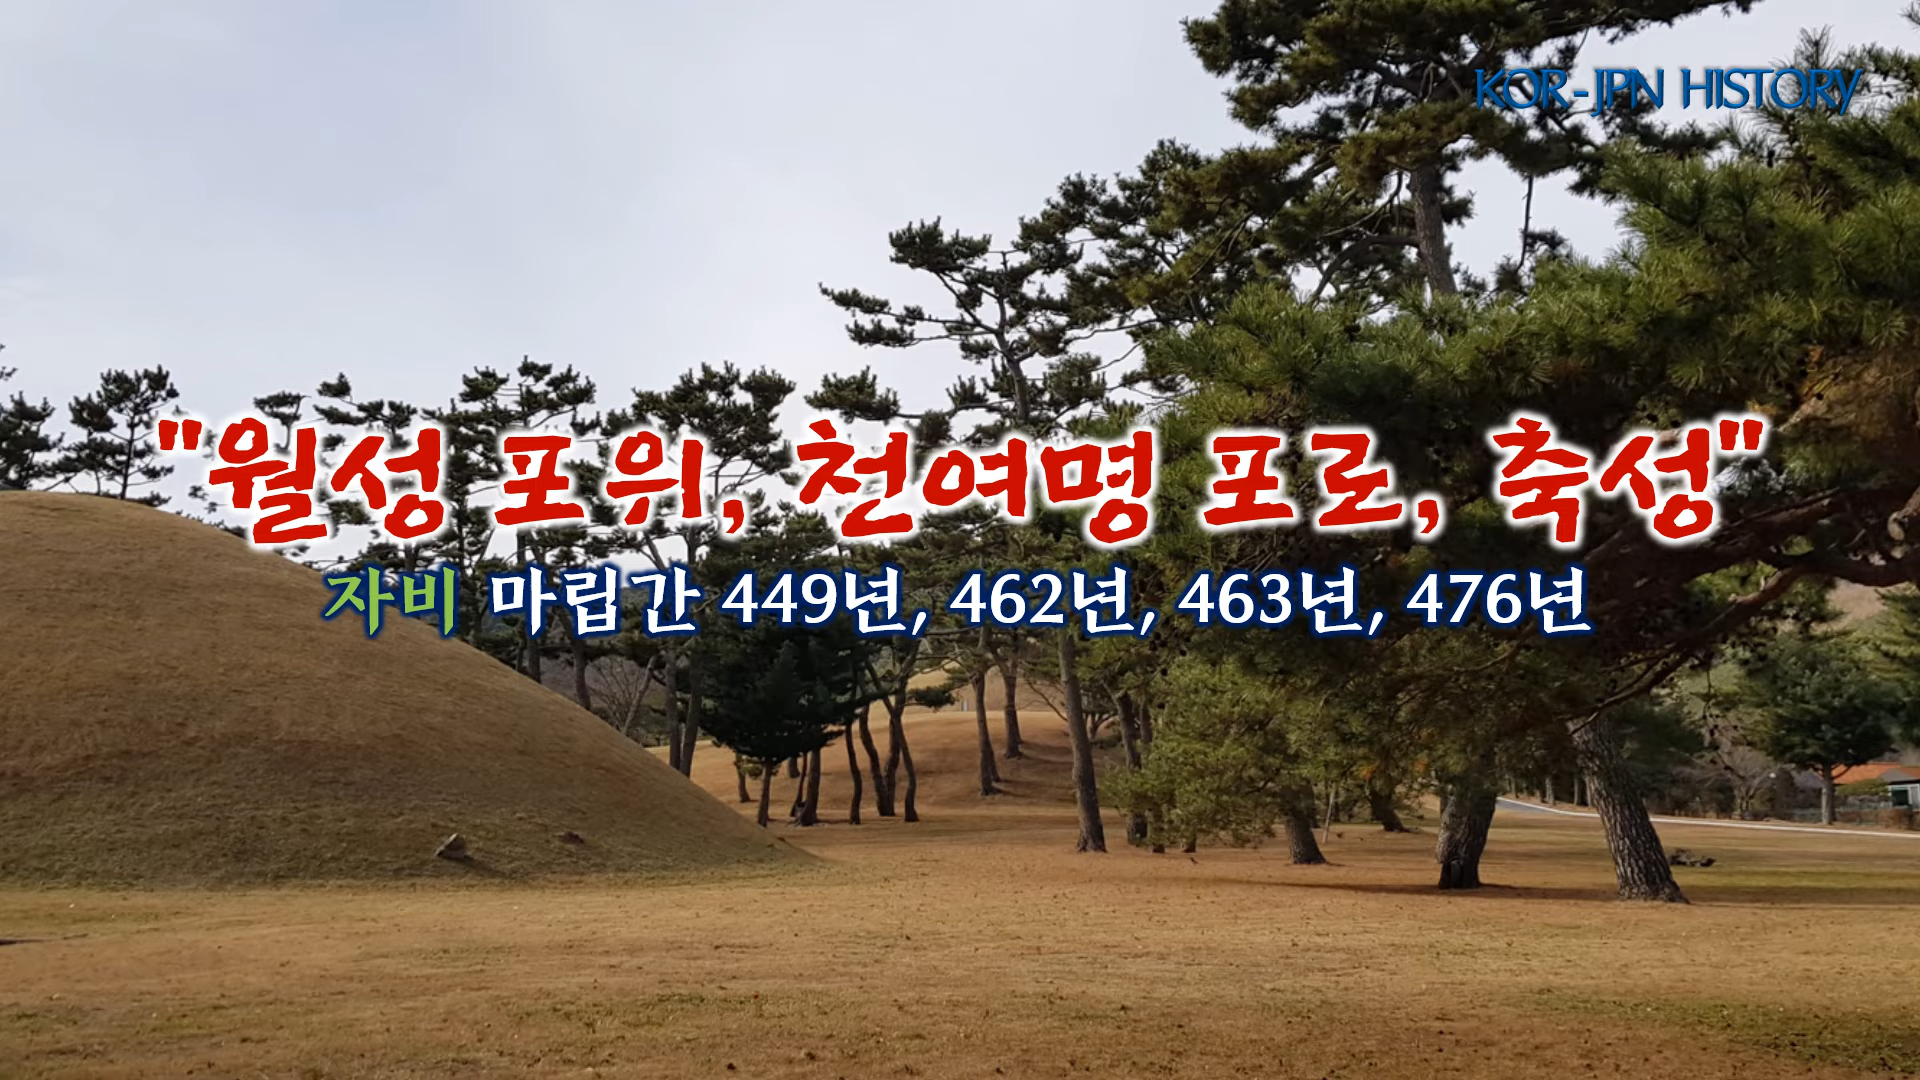 KOR-JPN HISTORY
"월성 포위, 천여명 포로, 축성"
자비 마립간 449년, 462년, 463년, 476년